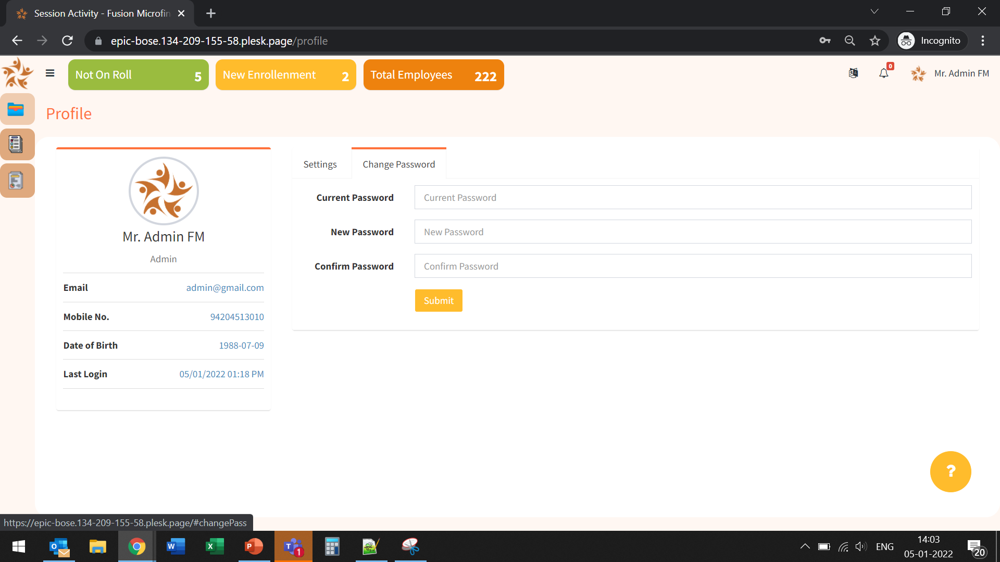 Session Activity - Fusion Microfin
epic-bose.134-209-155-58.plesk.page/profile
Incognito
Not On Roll 5
New Enrollenment 2
Total Employees 222
0
Mr. Admin FM
Profile
Settings
Change Password
Mr. Admin FM
Admin
Email admin@gmail.com
Mobile No. 94204513010
Date of Birth 1988-07-09
Last Login 05/01/2022 01:18 PM
Current Password Current Password
New Password New Password
Confirm Password Confirm Password
Submit
?
https://epic-bose.134-209-155-58.plesk.page/#changePass
1
ENG
14:03
05-01-2022
20